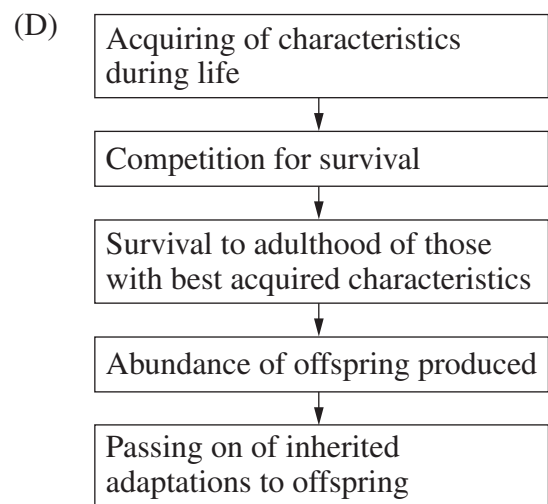 (D)
Acquiring of characteristics
during life
Competition for survival
Survival to adulthood of those
with best acquired characteristics
Abundance of offspring produced
Passing on of inherited
adaptations to offspring